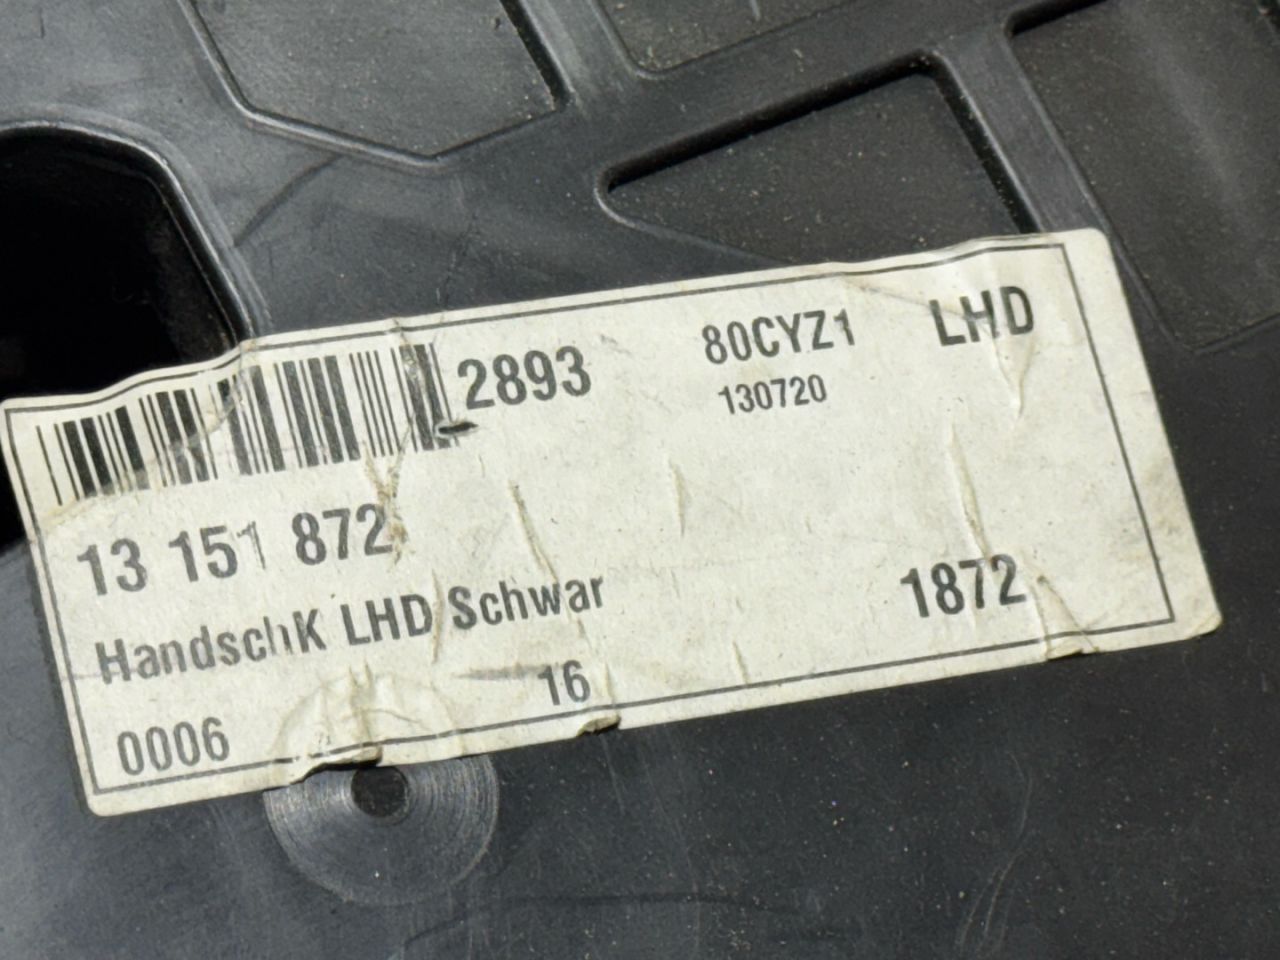 2893 80CYZ1 LHD
130720
13 151 872
HandschK LHD Schwar 1872
0006 16